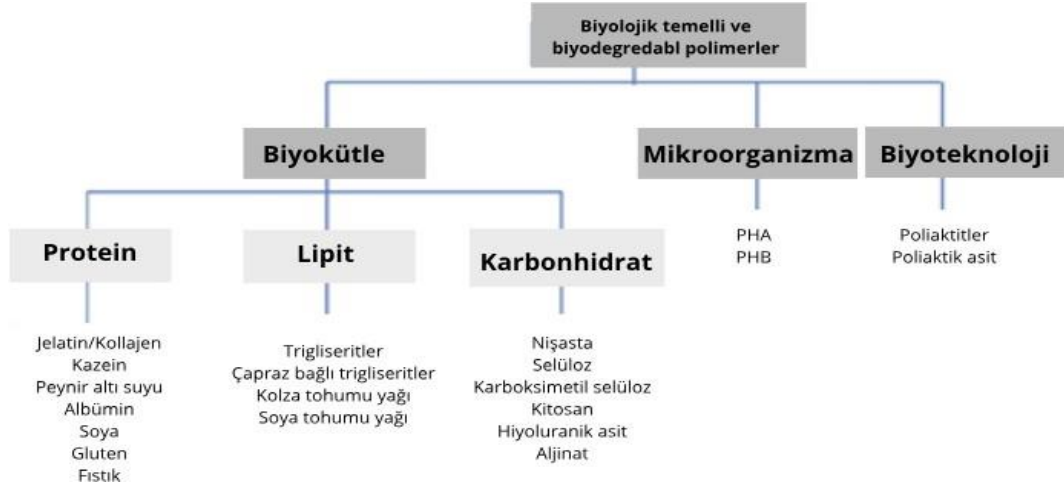 Biyolojik temelli ve
biyodegredabl polimerler
Biyokütle
Mikroorganizma
Biyoteknoloji
Protein
Lipit
Karbonhidrat
PHA
PHB
Poliaktitler
Poliaktik asit
Jelatin/Kollajen
Kazein
Peynir altı suyu
Albümin
Soya
Gluten
Fıstık
Trigliseritler
Çapraz bağlı trigliseritler
Kolza tohumu yağı
Soya tohumu yağı
Nişasta
Selüloz
Karboksimetil selüloz
Kitosan
Hiyoluranik asit
Aljinat